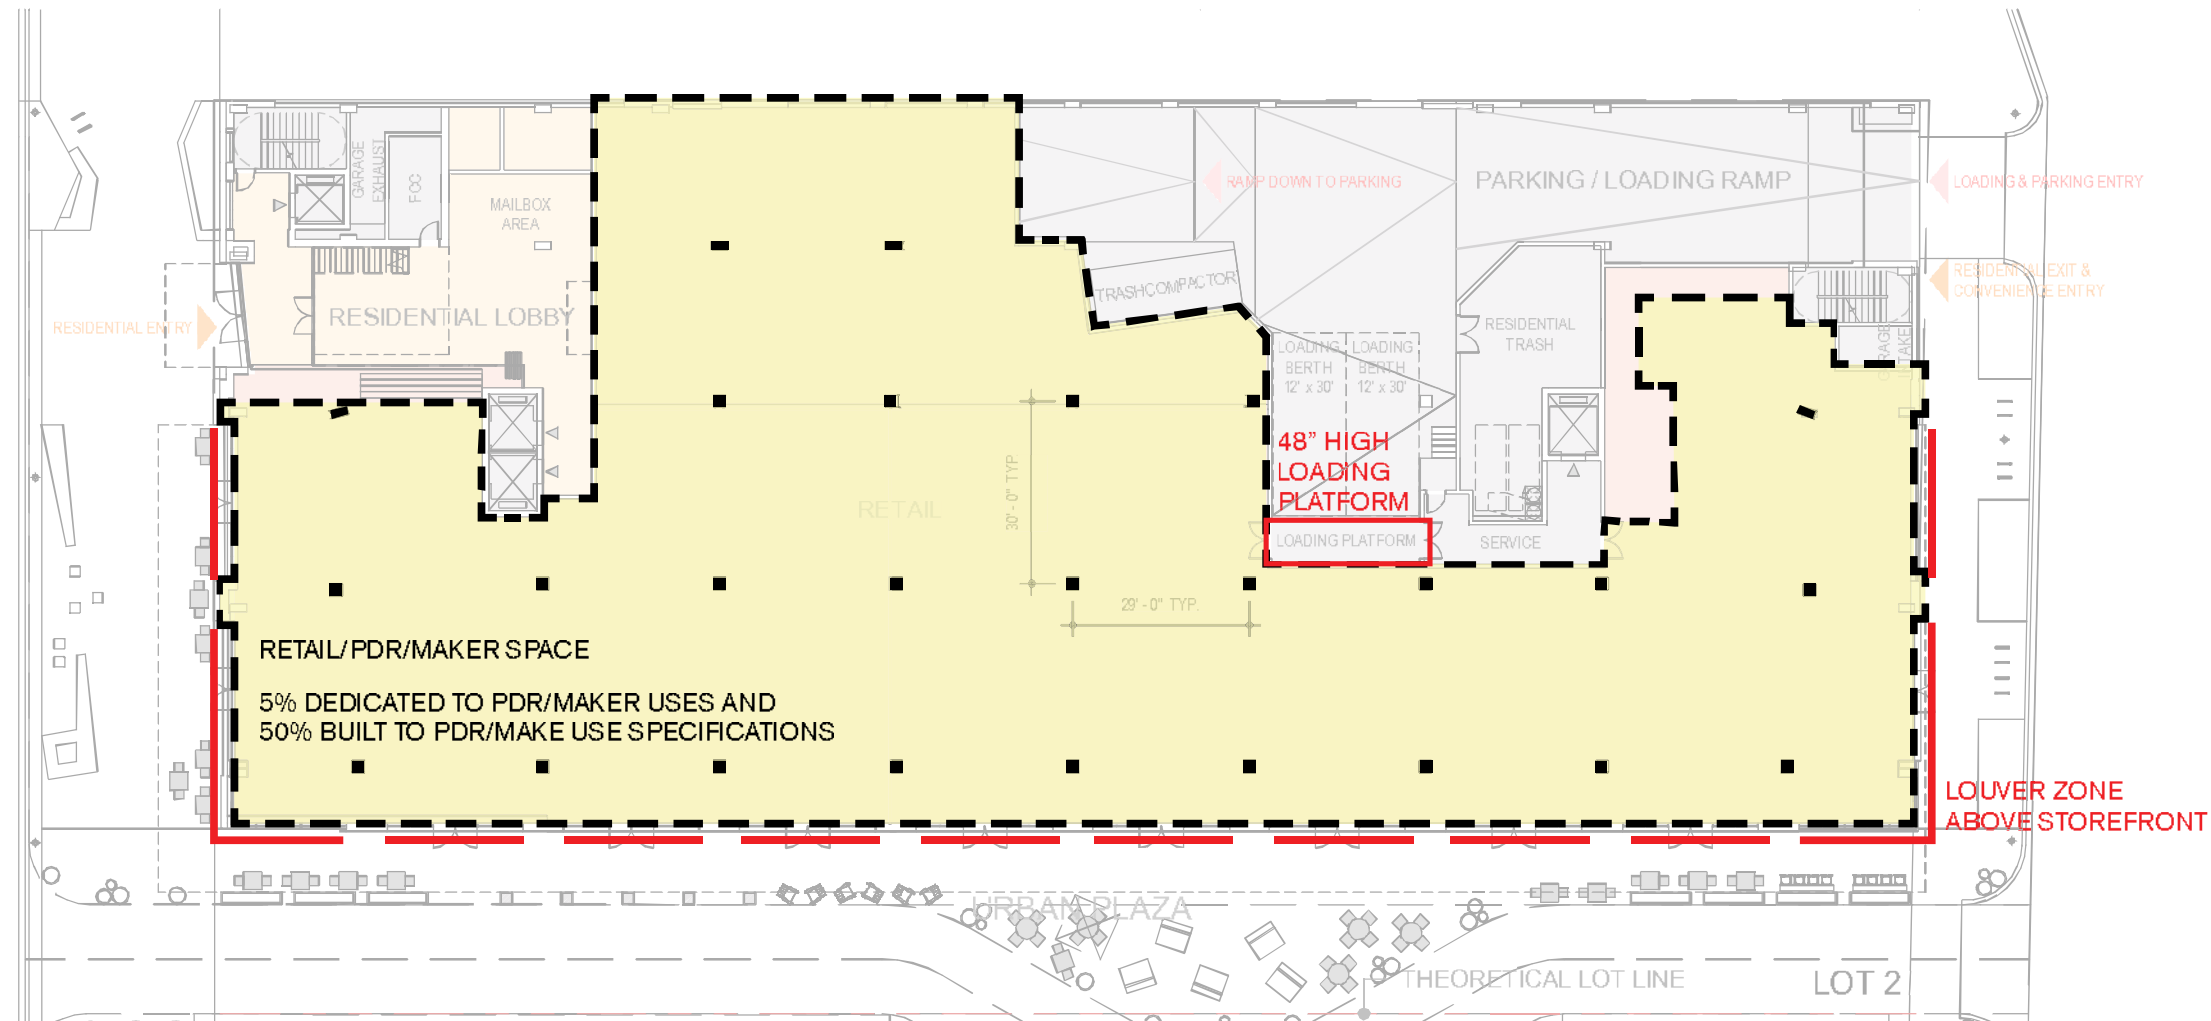 GARAGE
EXHAUST
FCC
MAILBOX
AREA
RAMP DOWN TO PARKING
PARKING / LOADING RAMP
LOADING & PARKING ENTRY
RESIDENTIAL EXIT &
CONVENIENCE ENTRY
TRASHCOMPACTOR
RESIDENTIAL LOBBY
RESIDENTIAL ENTRY
RESIDENTIAL
TRASH
LOADING
BERTH
12' x 30'
LOADING
BERTH
12' x 30'
48" HIGH
LOADING
PLATFORM
RETAIL
30' - 0" TYP.
LOADING PLATFORM
SERVICE
29' - 0" TYP.
RETAIL/PDR/MAKER SPACE
5% DEDICATED TO PDR/MAKER USES AND
50% BUILT TO PDR/MAKE USE SPECIFICATIONS
LOUVER ZONE
ABOVE STOREFRONT
URBAN PLAZA
THEORETICAL LOT LINE
LOT 2